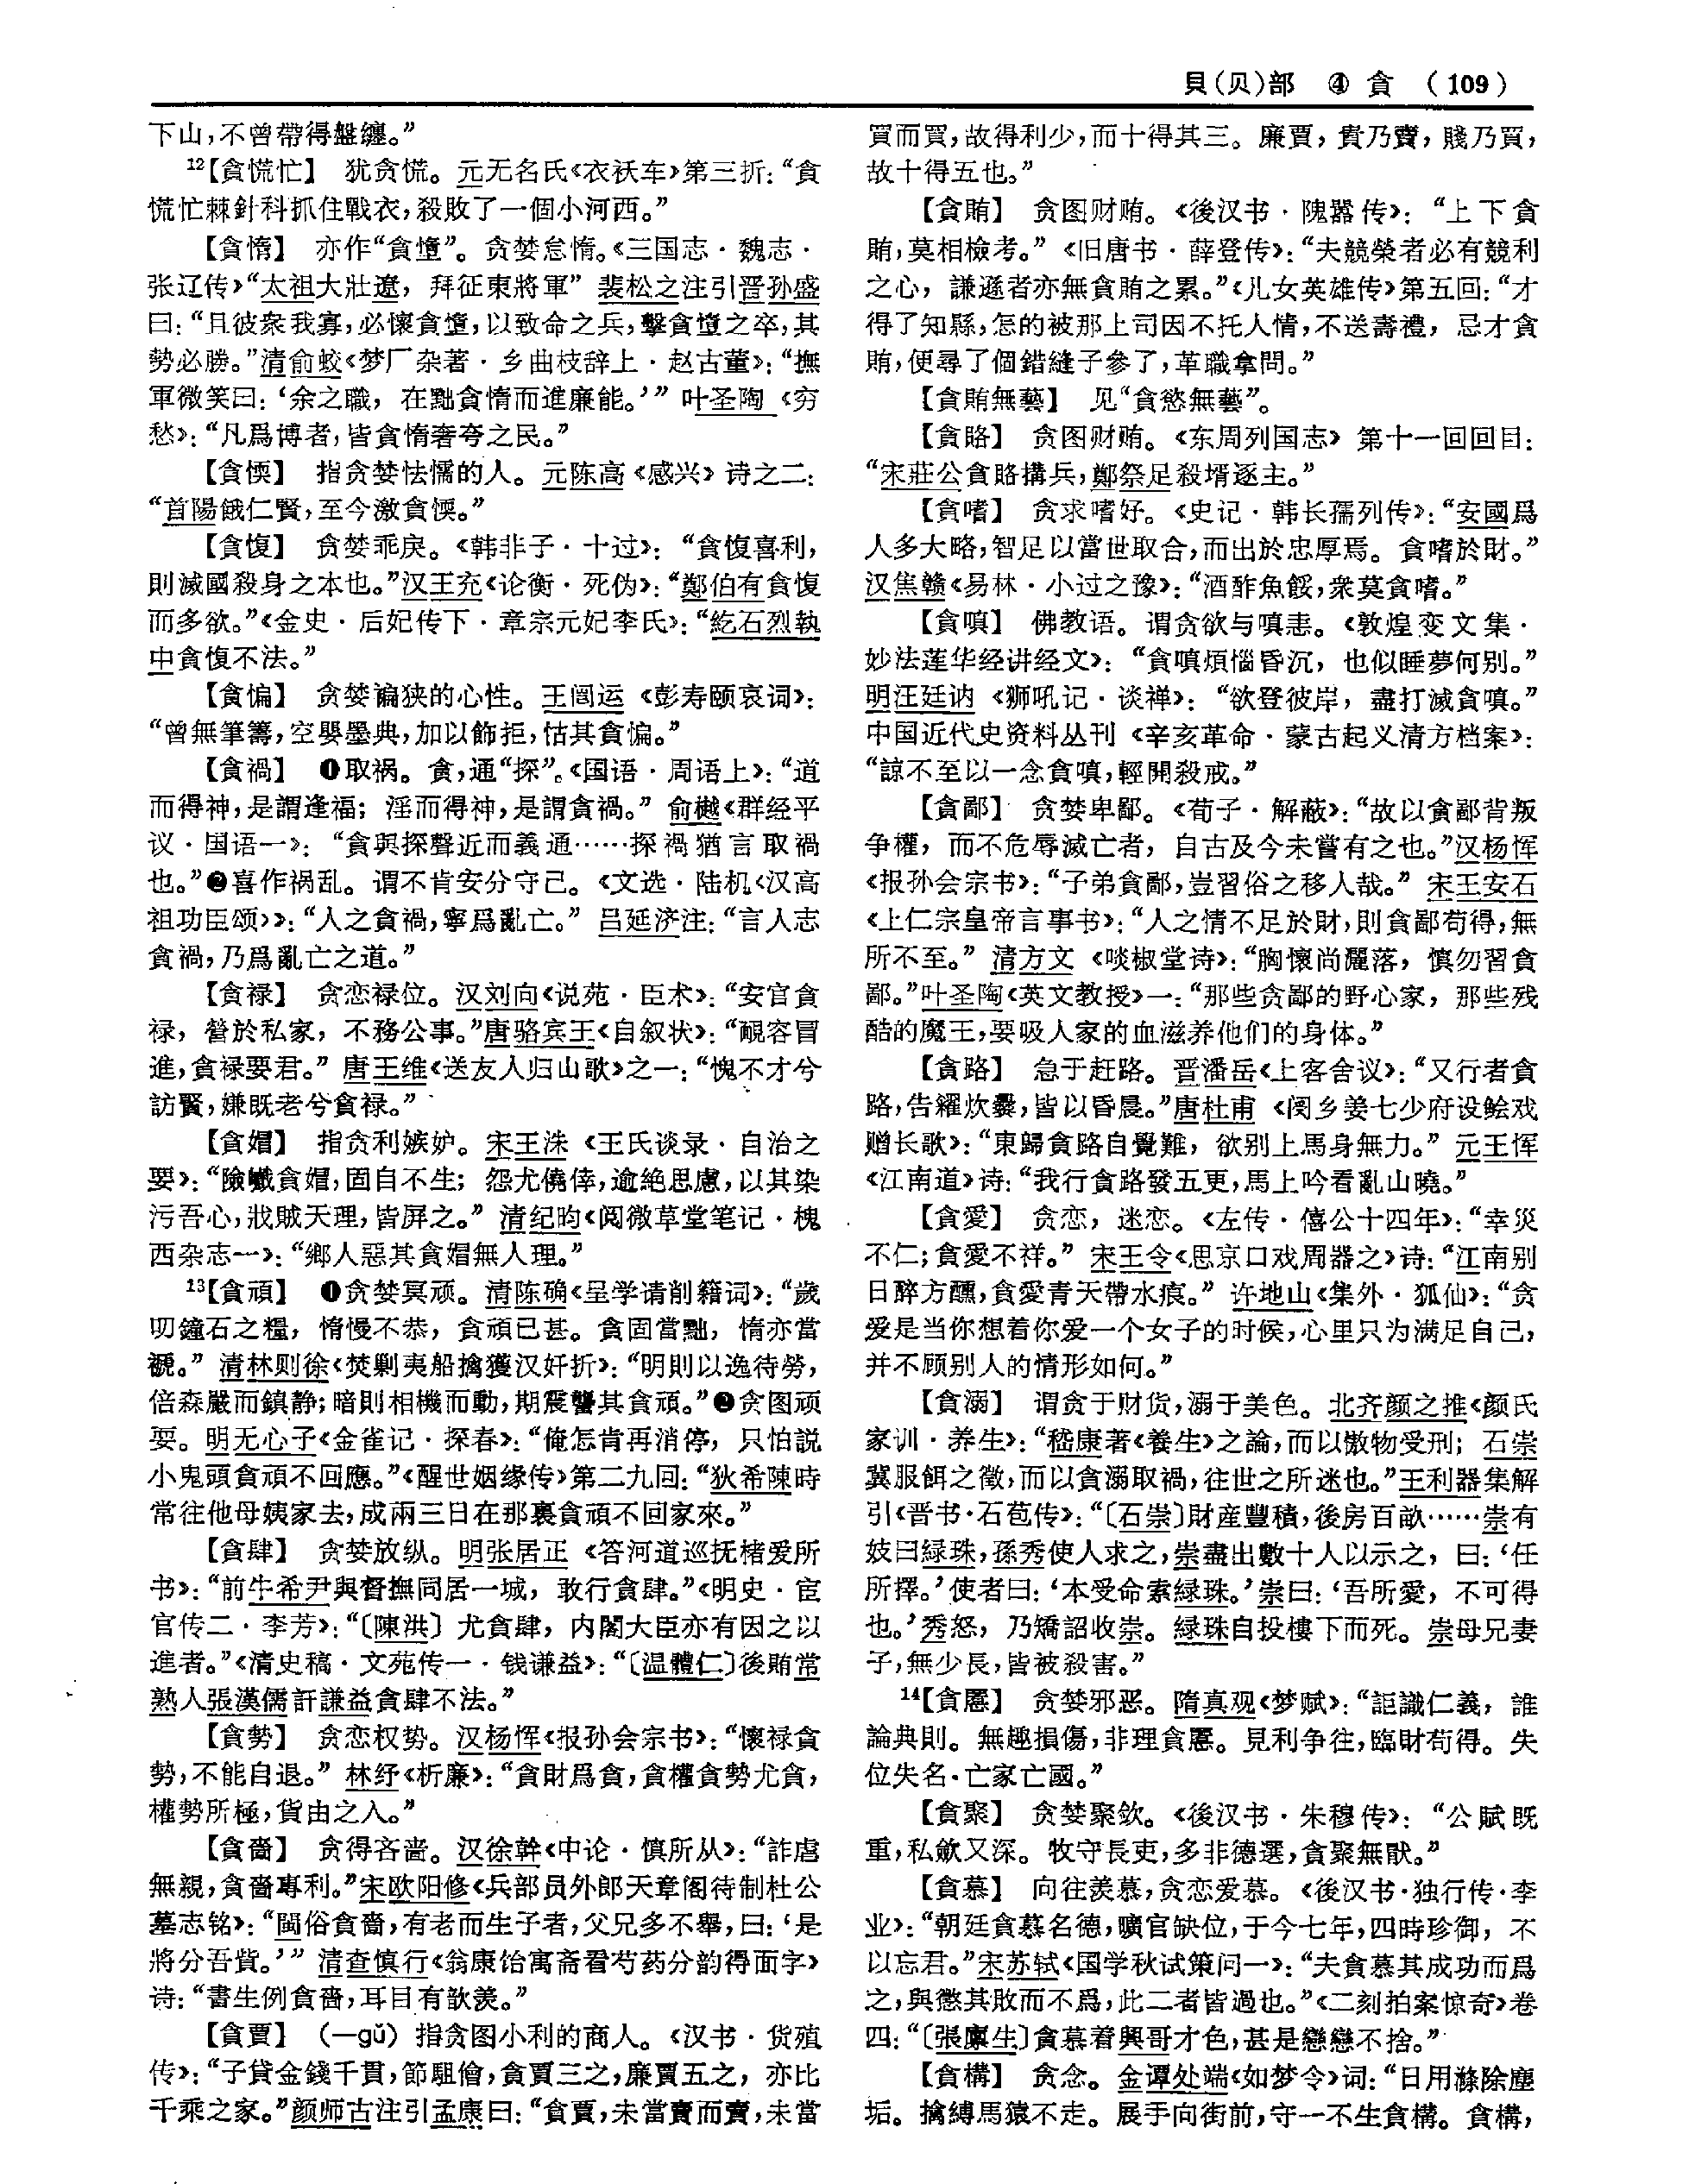 貝(贝)部 ④ 貪 (109)
下山,不曾帶得盤纏。”
12【貪慌忙】 犹贪慌。元无名氏《衣袄车》第三折:“貪
慌忙棘針科抓住戰衣,殺敗了一個小河西。”
【貪惰】 亦作“貪憜”。贪婪怠惰。《三国志·魏志·
张辽传》“太祖大壯遼,拜征東將軍”裴松之注引晋孙盛
曰:“且彼衆我寡,必懷貪憜,以致命之兵,擊貪憜之卒,其
勢必勝。”清俞蛟《梦厂杂著·乡曲枝辞上·赵古董》:“撫
軍微笑曰:‘余之職,在黜貪惰而進廉能。’”叶圣陶《穷
愁》:“凡爲博者,皆貪惰奢夸之民。”
【貪愞】 指贪婪怯懦的人。元陈高《感兴》诗之二:
“首陽餓仁賢,至今激貪愞。”
【貪愎】 贪婪乖戾。《韩非子·十过》:“貪愎喜利,
則滅國殺身之本也。”汉王充《论衡·死伪》:“鄭伯有貪愎
而多欲。”《金史·后妃传下·章宗元妃李氏》:“紇石烈執
中貪愎不法。”
【貪惼】 贪婪褊狭的心性。王闿运《彭寿颐哀词》:
“曾無筆籌,空嬰墨典,加以飾拒,怙其貪惼。”
【貪禍】 ❶取祸。貪,通“探”。《国语·周语上》:“道
而得神,是謂逢福;淫而得神,是謂貪禍。”俞樾《群经平
议·国语一》:“貪與探聲近而義通……探禍猶言取禍
也。”❷喜作祸乱。谓不肯安分守己。《文选·陆机〈汉高
祖功臣颂〉》:“人之貪禍,寧爲亂亡。”吕延济注:“言人志
貪禍,乃爲亂亡之道。”
【貪禄】 贪恋禄位。汉刘向《说苑·臣术》:“安官貪
禄,營於私家,不務公事。”唐骆宾王《自叙状》:“靦容冒
進,貪禄要君。”唐王维《送友人归山歌》之一:“愧不才兮
訪賢,嫌既老兮貪禄。”
【貪媢】 指贪利嫉妒。宋王洙《王氏谈录·自治之
要》:“險巇貪媢,固自不生;怨尤僥倖,逾絶思慮,以其染
污吾心,戕賊天理,皆屏之。”清纪昀《阅微草堂笔记·槐
西杂志一》:“鄉人惡其貪媢無人理。”
13【貪頑】 ❶贪婪冥顽。清陈确《呈学请削籍词》:“歲
叨鐘石之糧,惰慢不恭,貪頑已甚。貪固當黜,惰亦當
褫。”清林则徐《焚剿夷船擒獲汉奸折》:“明則以逸待勞,
倍森嚴而鎮静;暗則相機而動,期震讋其貪頑。”❷贪图顽
耍。明无心子《金雀记·探春》:“俺怎肯再消停,只怕説
小鬼頭貪頑不回應。”《醒世姻缘传》第二九回:“狄希陳時
常往他母姨家去,成兩三日在那裏貪頑不回家來。”
【貪肆】 贪婪放纵。明张居正《答河道巡抚楮爱所
书》:“前牛希尹與督撫同居一城,敢行貪肆。”《明史·宦
官传二·李芳》:“〔陳洪〕尤貪肆,内閣大臣亦有因之以
進者。”《清史稿·文苑传一·钱谦益》:“〔温體仁〕後賄常
熟人張漢儒訐謙益貪肆不法。”
【貪勢】 贪恋权势。汉杨恽《报孙会宗书》:“懷禄貪
勢,不能自退。”林纾《析廉》:“貪財爲貪,貪權貪勢尤貪,
權勢所極,貨由之入。”
【貪嗇】 贪得吝啬。汉徐幹《中论·慎所从》:“詐虐
無親,貪嗇專利。”宋欧阳修《兵部员外郎天章阁待制杜公
墓志铭》:“閩俗貪嗇,有老而生子者,父兄多不舉,曰:‘是
將分吾貲。’”清查慎行《翁康饴寓斋看芍药分韵得面字》
诗:“書生例貪嗇,耳目有歆羡。”
【貪賈】 (—gǔ) 指贪图小利的商人。《汉书·货殖
传》:“子貸金錢千貫,節駔儈,貪賈三之,廉賈五之,亦比
千乘之家。”颜师古注引孟康曰:“貪賈,未當賣而賣,未當
買而買,故得利少,而十得其三。廉賈,貴乃賣,賤乃買,
故十得五也。”
【貪賄】 贪图财贿。《後汉书·隗嚣传》:“上下貪
賄,莫相檢考。”《旧唐书·薛登传》:“夫競榮者必有競利
之心,謙遜者亦無貪賄之累。”《儿女英雄传》第五回:“才
得了知縣,怎的被那上司因不托人情,不送壽禮,忌才貪
賄,便尋了個錯縫子參了,革職拿問。”
【貪賄無藝】 见“貪慾無藝”。
【貪賂】 贪图财贿。《东周列国志》第十一回回目:
“宋莊公貪賂搆兵,鄭祭足殺壻逐主。”
【貪嗜】 贪求嗜好。《史记·韩长孺列传》:“安國爲
人多大略,智足以當世取合,而出於忠厚焉。貪嗜於財。”
汉焦赣《易林·小过之豫》:“酒酢魚餒,衆莫貪嗜。”
【貪嗔】 佛教语。谓贪欲与嗔恚。《敦煌变文集·
妙法莲华经讲经文》:“貪嗔煩惱昏沉,也似睡夢何别。”
明汪廷讷《狮吼记·谈禅》:“欲登彼岸,盡打滅貪嗔。”
中国近代史资料丛刊《辛亥革命·蒙古起义清方档案》:
“諒不至以一念貪嗔,輕開殺戒。”
【貪鄙】 贪婪卑鄙。《荀子·解蔽》:“故以貪鄙背叛
争權,而不危辱滅亡者,自古及今未嘗有之也。”汉杨恽
《报孙会宗书》:“子弟貪鄙,豈習俗之移人哉。”宋王安石
《上仁宗皇帝言事书》:“人之情不足於財,則貪鄙苟得,無
所不至。”清方文《啖椒堂诗》:“胸懷尚灑落,慎勿習貪
鄙。”叶圣陶《英文教授》一:“那些贪鄙的野心家,那些残
酷的魔王,要吸人家的血滋养他们的身体。”
【貪路】 急于赶路。晋潘岳《上客舍议》:“又行者貪
路,告糴炊爨,皆以昏晨。”唐杜甫《阌乡姜七少府设鲙戏
赠长歌》:“東歸貪路自覺難,欲别上馬身無力。”元王恽
《江南道》诗:“我行貪路發五更,馬上吟看亂山曉。”
【貪愛】 贪恋,迷恋。《左传·僖公十四年》:“幸災
不仁;貪愛不祥。”宋王令《思京口戏周器之》诗:“江南别
日醉方醺,貪愛青天帶水痕。”许地山《集外·狐仙》:“贪
爱是当你想着你爱一个女子的时候,心里只为满足自己,
并不顾别人的情形如何。”
【貪溺】 谓贪于财货,溺于美色。北齐颜之推《颜氏
家训·养生》:“嵇康著《養生》之論,而以傲物受刑;石崇
冀服餌之徵,而以貪溺取禍,往世之所迷也。”王利器集解
引《晋书·石苞传》:“〔石崇〕財産豐積,後房百畝……崇有
妓曰緑珠,孫秀使人求之,崇盡出數十人以示之,曰:‘任
所擇。’使者曰:‘本受命索緑珠。’崇曰:‘吾所愛,不可得
也。’秀怒,乃矯詔收崇。緑珠自投樓下而死。崇母兄妻
子,無少長,皆被殺害。”
14【貪慝】 贪婪邪恶。隋真观《梦赋》:“詎識仁義,誰
論典則。無趣損傷,非理貪慝。見利争往,臨財苟得。失
位失名,亡家亡國。”
【貪聚】 贪婪聚敛。《後汉书·朱穆传》:“公賦既
重,私斂又深。牧守長吏,多非德選,貪聚無猒。”
【貪慕】 向往羡慕,贪恋爱慕。《後汉书·独行传·李
业》:“朝廷貪慕名德,曠官缺位,于今七年,四時珍御,不
以忘君。”宋苏轼《国学秋试策问一》:“夫貪慕其成功而爲
之,與懲其敗而不爲,此二者皆過也。”《二刻拍案惊奇》卷
四:“〔張廩生〕貪慕着興哥才色,甚是戀戀不捨。”
【貪構】 贪念。金谭处端《如梦令》词:“日用滌除塵
垢。擒縛馬猿不走。展手向街前,守一不生貪構。貪構,